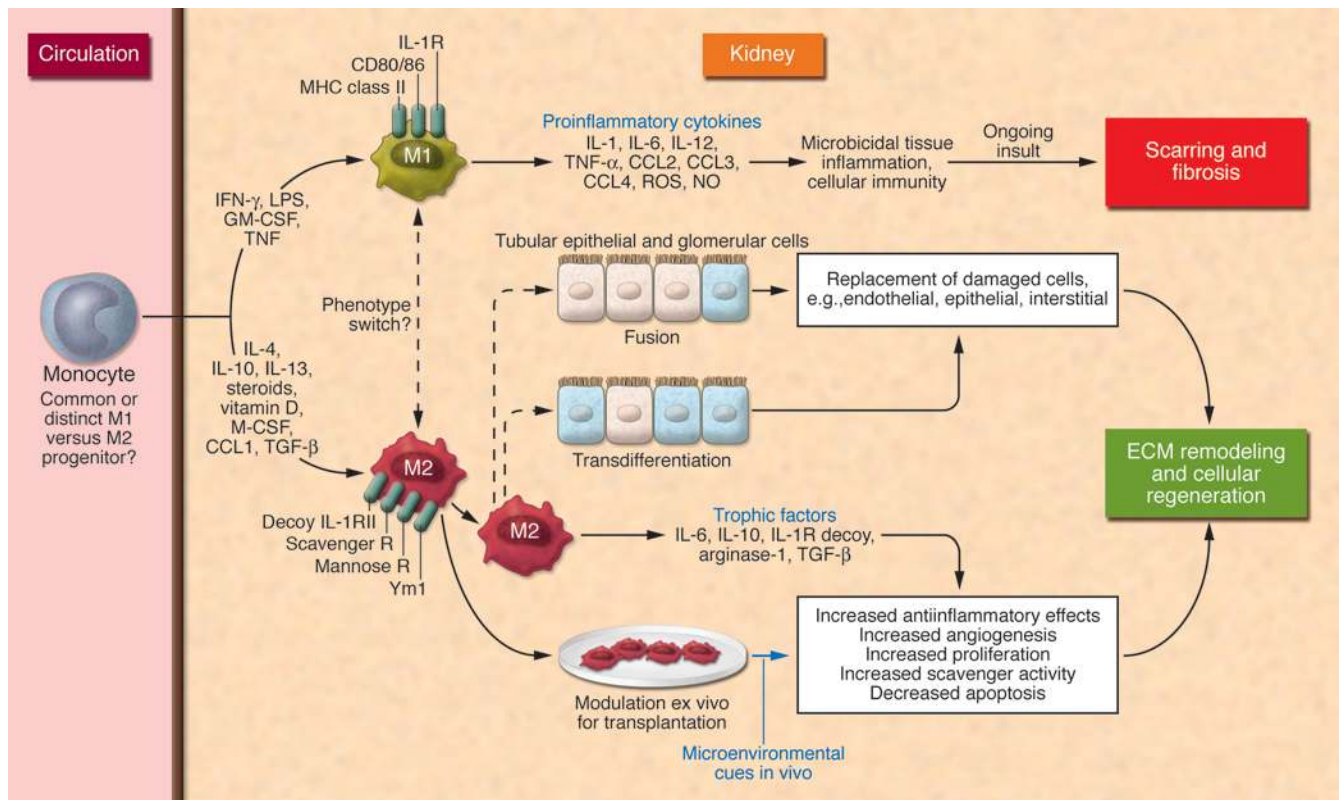 Circulation
Kidney
IL-1R
CD80/86
MHC class II
M1
Proinflammatory cytokines
IL-1, IL-6, IL-12,
TNF-α, CCL2, CCL3,
CCL4, ROS, NO
Microbicidal tissue
inflammation,
cellular immunity
Ongoing
insult
Scarring and
fibrosis
IFN-γ, LPS,
GM-CSF,
TNF
Monocyte
Common or
distinct M1
versus M2
progenitor?
Phenotype
switch?
IL-4,
IL-10, IL-13,
steroids,
vitamin D,
M-CSF,
CCL1, TGF-β
Tubular epithelial and glomerular cells
Fusion
Replacement of damaged cells,
e.g.,endothelial, epithelial, interstitial
Transdifferentiation
M2
Decoy IL-1RII
Scavenger R
Mannose R
Ym1
M2
Trophic factors
IL-6, IL-10, IL-1R decoy,
arginase-1, TGF-β
ECM remodeling
and cellular
regeneration
Increased antiinflammatory effects
Increased angiogenesis
Increased proliferation
Increased scavenger activity
Decreased apoptosis
Modulation ex vivo
for transplantation
Microenvironmental
cues in vivo